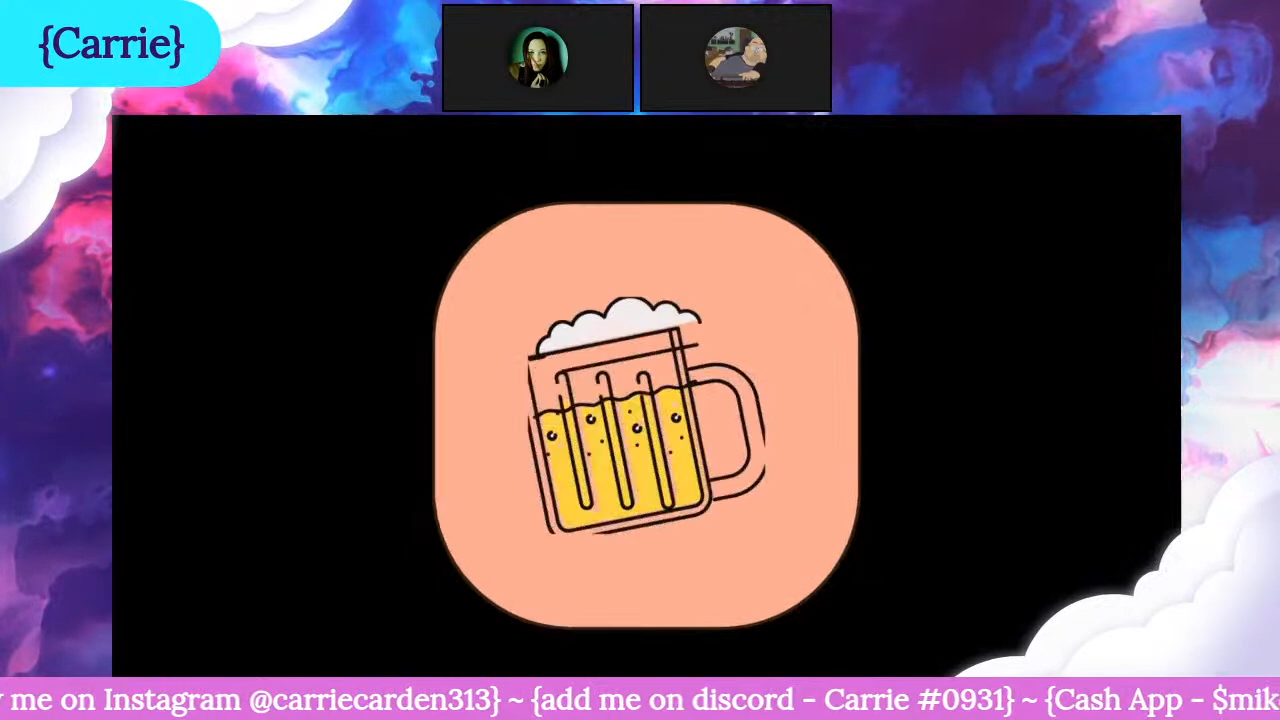 {Carrie}
me on Instagram @carriecarden313} ~ {add me on discord - Carrie #0931} ~ {Cash App - $mik